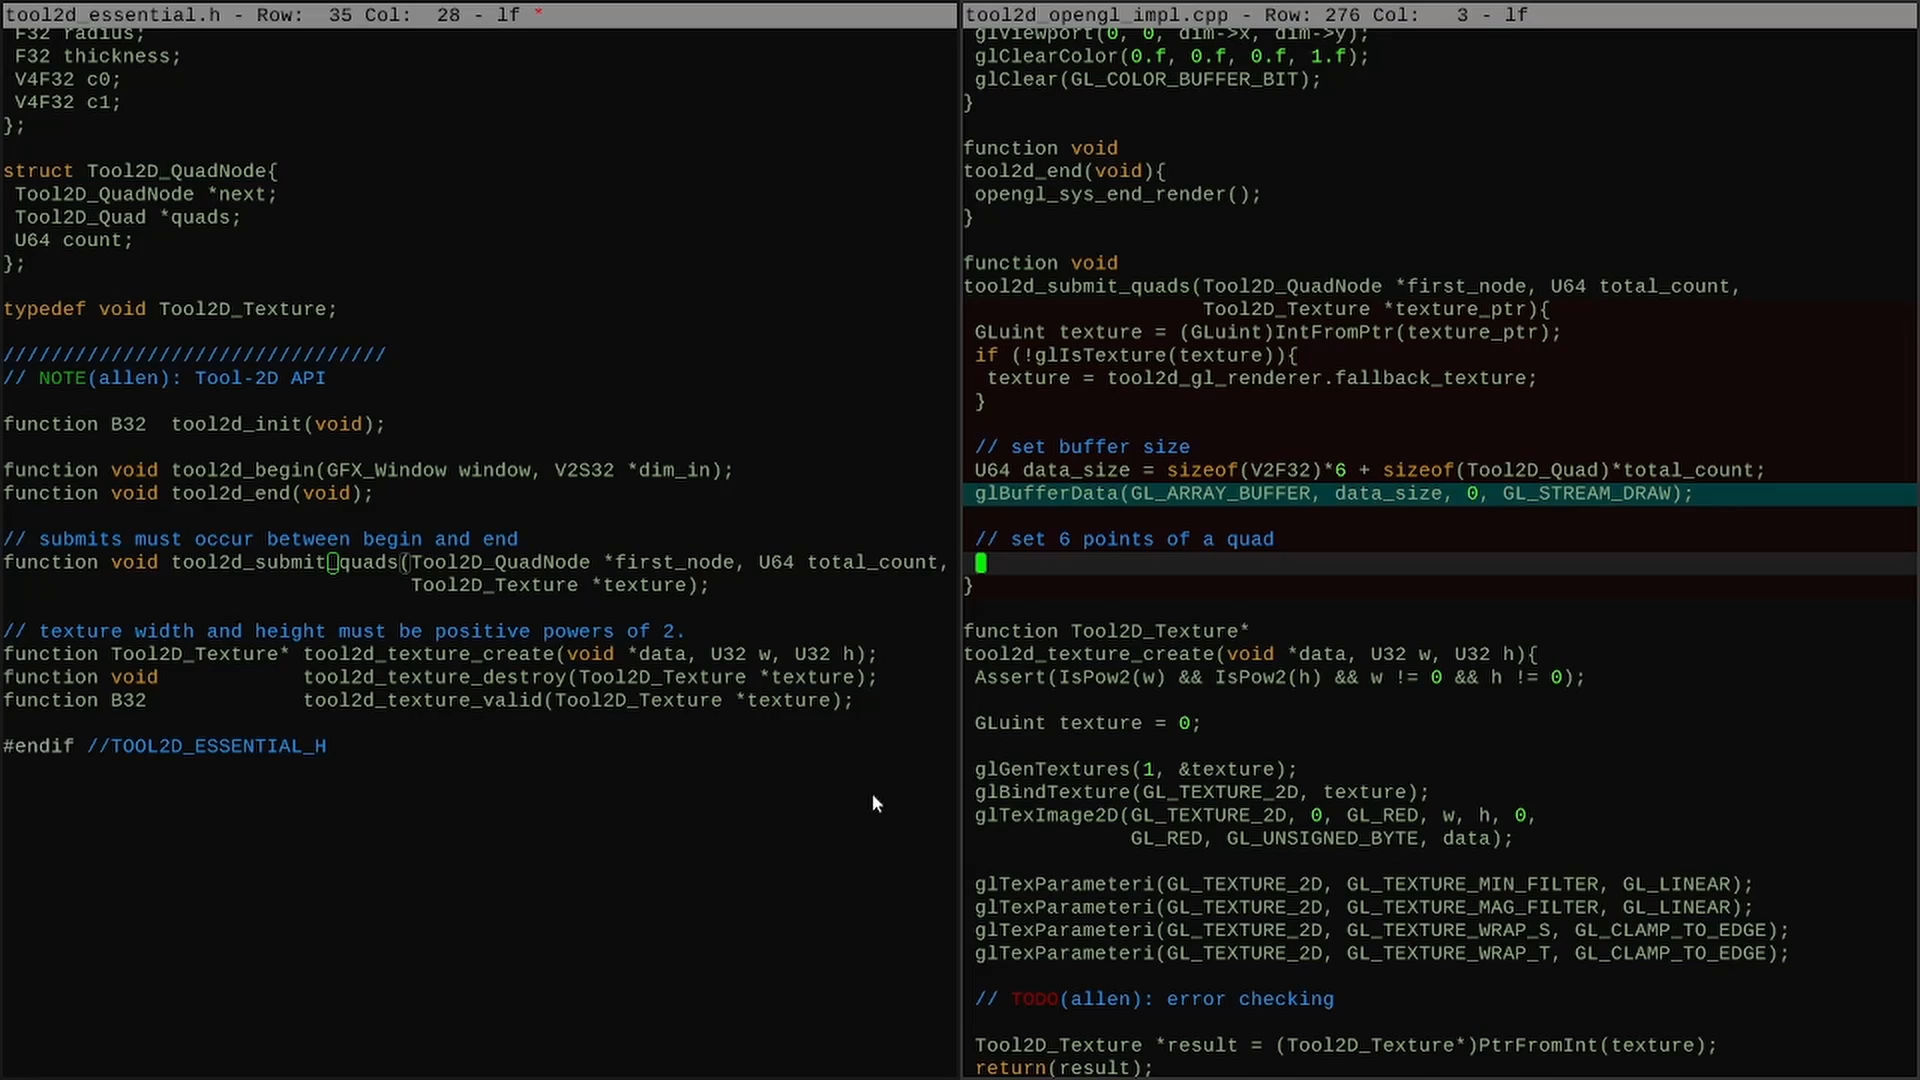 tool2d_essential.h - Row:  35 Col:  28 - lf *
F32 radius;
F32 thickness;
V4F32 c0;
V4F32 c1;
};
struct Tool2D_QuadNode{
Tool2D_QuadNode *next;
Tool2D_Quad *quads;
U64 count;
};
typedef void Tool2D_Texture;
////////////////////////////////
// NOTE(allen): Tool-2D API
function B32  tool2d_init(void);
function void tool2d_begin(GFX_Window window, V2S32 *dim_in);
function void tool2d_end(void);
// submits must occur between begin and end
function void tool2d_submit_quads(Tool2D_QuadNode *first_node, U64 total_count,
Tool2D_Texture *texture);
// texture width and height must be positive powers of 2.
function Tool2D_Texture* tool2d_texture_create(void *data, U32 w, U32 h);
function void            tool2d_texture_destroy(Tool2D_Texture *texture);
function B32             tool2d_texture_valid(Tool2D_Texture *texture);
#endif //TOOL2D_ESSENTIAL_H
tool2d_opengl_impl.cpp - Row: 276 Col:   3 - lf
glViewport(0, 0, dim->x, dim->y);
glClearColor(0.f, 0.f, 0.f, 1.f);
glClear(GL_COLOR_BUFFER_BIT);
}
function void
tool2d_end(void){
opengl_sys_end_render();
}
function void
tool2d_submit_quads(Tool2D_QuadNode *first_node, U64 total_count,
Tool2D_Texture *texture_ptr){
GLuint texture = (GLuint)IntFromPtr(texture_ptr);
if (!glIsTexture(texture)){
texture = tool2d_gl_renderer.fallback_texture;
}
// set buffer size
U64 data_size = sizeof(V2F32)*6 + sizeof(Tool2D_Quad)*total_count;
glBufferData(GL_ARRAY_BUFFER, data_size, 0, GL_STREAM_DRAW);
// set 6 points of a quad
}
function Tool2D_Texture*
tool2d_texture_create(void *data, U32 w, U32 h){
Assert(IsPow2(w) && IsPow2(h) && w != 0 && h != 0);
GLuint texture = 0;
glGenTextures(1, &texture);
glBindTexture(GL_TEXTURE_2D, texture);
glTexImage2D(GL_TEXTURE_2D, 0, GL_RED, w, h, 0,
GL_RED, GL_UNSIGNED_BYTE, data);
glTexParameteri(GL_TEXTURE_2D, GL_TEXTURE_MIN_FILTER, GL_LINEAR);
glTexParameteri(GL_TEXTURE_2D, GL_TEXTURE_MAG_FILTER, GL_LINEAR);
glTexParameteri(GL_TEXTURE_2D, GL_TEXTURE_WRAP_S, GL_CLAMP_TO_EDGE);
glTexParameteri(GL_TEXTURE_2D, GL_TEXTURE_WRAP_T, GL_CLAMP_TO_EDGE);
// TODO(allen): error checking
Tool2D_Texture *result = (Tool2D_Texture*)PtrFromInt(texture);
return(result);